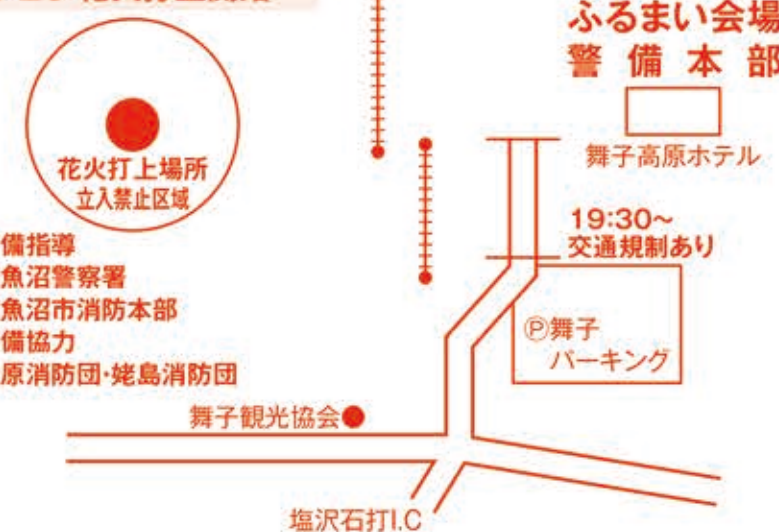 ふるまい会場
警備本部
舞子高原ホテル
花火打上場所
立入禁止区域
19:30～
交通規制あり
備指導
魚沼警察署
魚沼市消防本部
備協力
原消防団・姥島消防団
Ⓟ舞子
パーキング
舞子観光協会
塩沢石打I.C